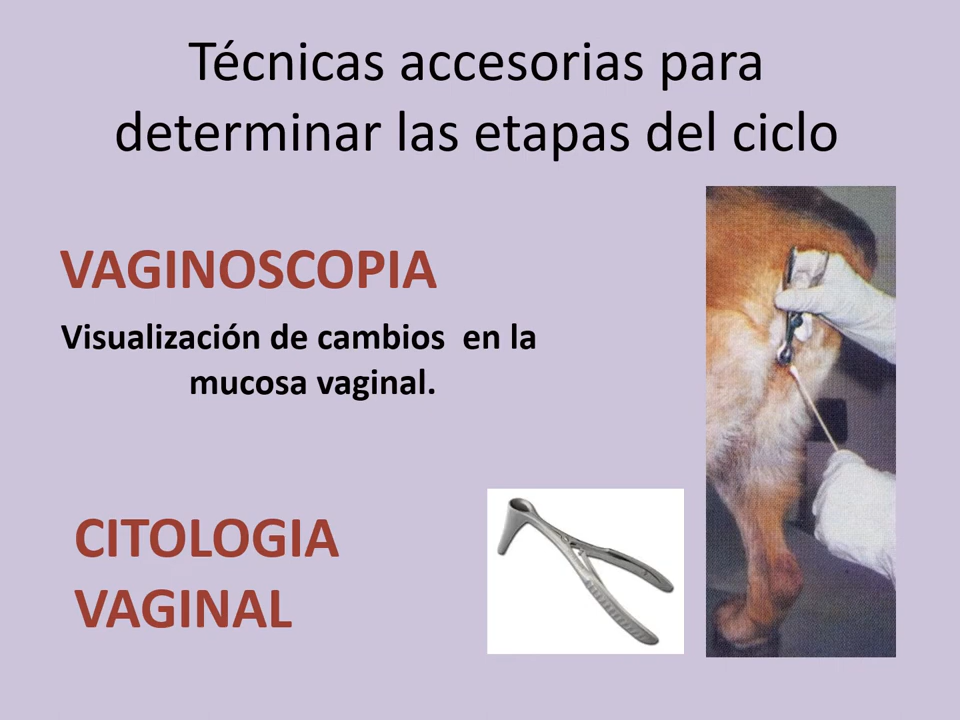 Técnicas accesorias para
determinar las etapas del ciclo
VAGINOSCOPIA
Visualización de cambios  en la
mucosa vaginal.
CITOLOGIA
VAGINAL